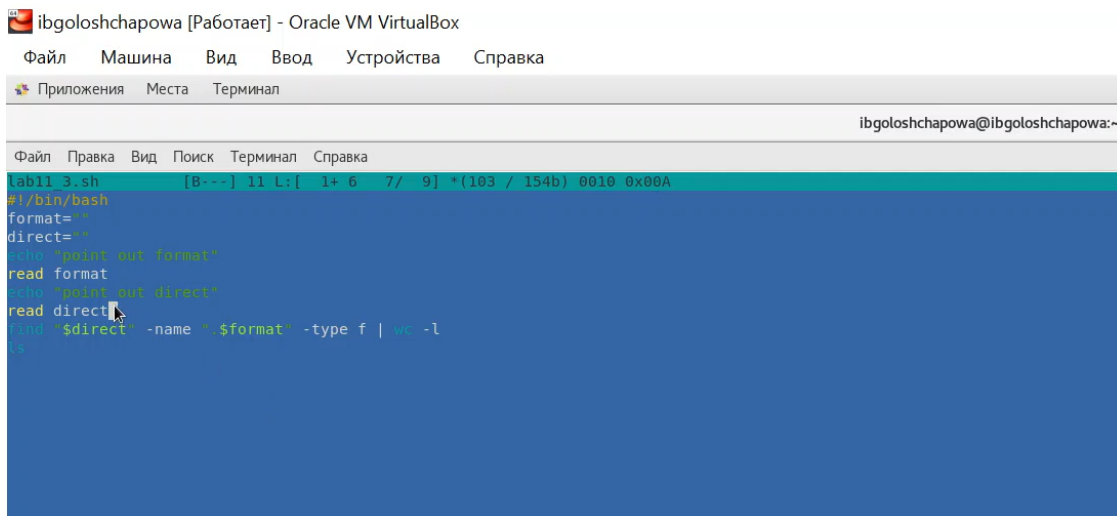 64
ibgoloshchapowa [Работает] - Oracle VM VirtualBox
Файл Машина Вид Ввод Устройства Справка
Приложения Места Терминал
ibgoloshchapowa@ibgoloshchapowa:~
Файл Правка Вид Поиск Терминал Справка
lab11_3.sh [B---] 11 L:[ 1+ 6 7/ 9] *(103 / 154b) 0010 0x00A
#!/bin/bash
format=""
direct=""
echo "point out format"
read format
echo "point out direct"
read direct
find "$direct" -name ".$format" -type f | wc -l
ls